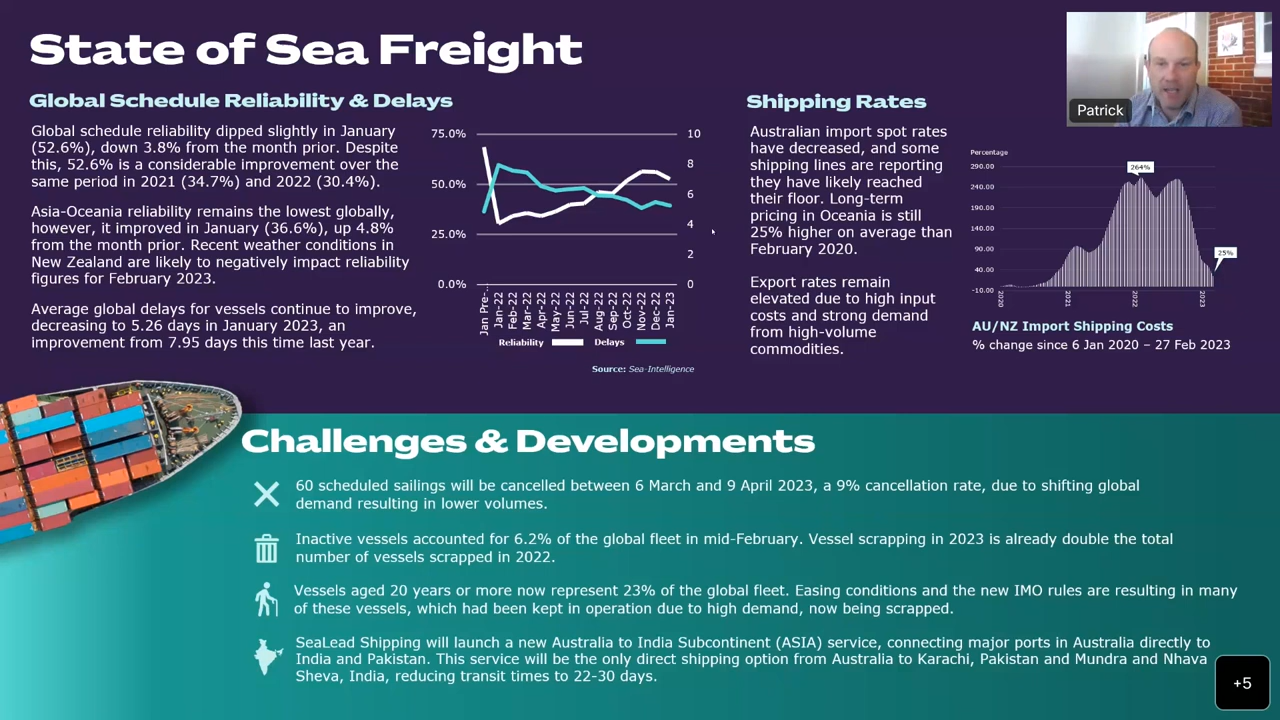 State of Sea Freight
Global Schedule Reliability & Delays
Global schedule reliability dipped slightly in January
(52.6%), down 3.8% from the month prior. Despite
this, 52.6% is a considerable improvement over the
same period in 2021 (34.7%) and 2022 (30.4%).
Asia-Oceania reliability remains the lowest globally,
however, it improved in January (36.6%), up 4.8%
from the month prior. Recent weather conditions in
New Zealand are likely to negatively impact reliability
figures for February 2023.
Average global delays for vessels continue to improve,
decreasing to 5.26 days in January 2023, an
improvement from 7.95 days this time last year.
75.0%
50.0%
25.0%
0.0%
10
8
6
4
2
0
Jan Pre-...
Jan-22
Feb-22
Mar-22
Apr-22
May-22
Jun-22
Jul-22
Aug-22
Sep-22
Oct-22
Nov-22
Dec-22
Jan-23
Reliability
Delays
Source: Sea-Intelligence
Shipping Rates
Australian import spot rates
have decreased, and some
shipping lines are reporting
they have likely reached
their floor. Long-term
pricing in Oceania is still
25% higher on average than
February 2020.
Export rates remain
elevated due to high input
costs and strong demand
from high-volume
commodities.
Patrick
Percentage
290.00
240.00
190.00
140.00
90.00
40.00
-10.00
264%
25%
2020
2021
2022
2023
AU/NZ Import Shipping Costs
% change since 6 Jan 2020 – 27 Feb 2023
Challenges & Developments
60 scheduled sailings will be cancelled between 6 March and 9 April 2023, a 9% cancellation rate, due to shifting global
demand resulting in lower volumes.
Inactive vessels accounted for 6.2% of the global fleet in mid-February. Vessel scrapping in 2023 is already double the total
number of vessels scrapped in 2022.
Vessels aged 20 years or more now represent 23% of the global fleet. Easing conditions and the new IMO rules are resulting in many
of these vessels, which had been kept in operation due to high demand, now being scrapped.
SeaLead Shipping will launch a new Australia to India Subcontinent (ASIA) service, connecting major ports in Australia directly to
India and Pakistan. This service will be the only direct shipping option from Australia to Karachi, Pakistan and Mundra and Nhava
Sheva, India, reducing transit times to 22-30 days.
+5